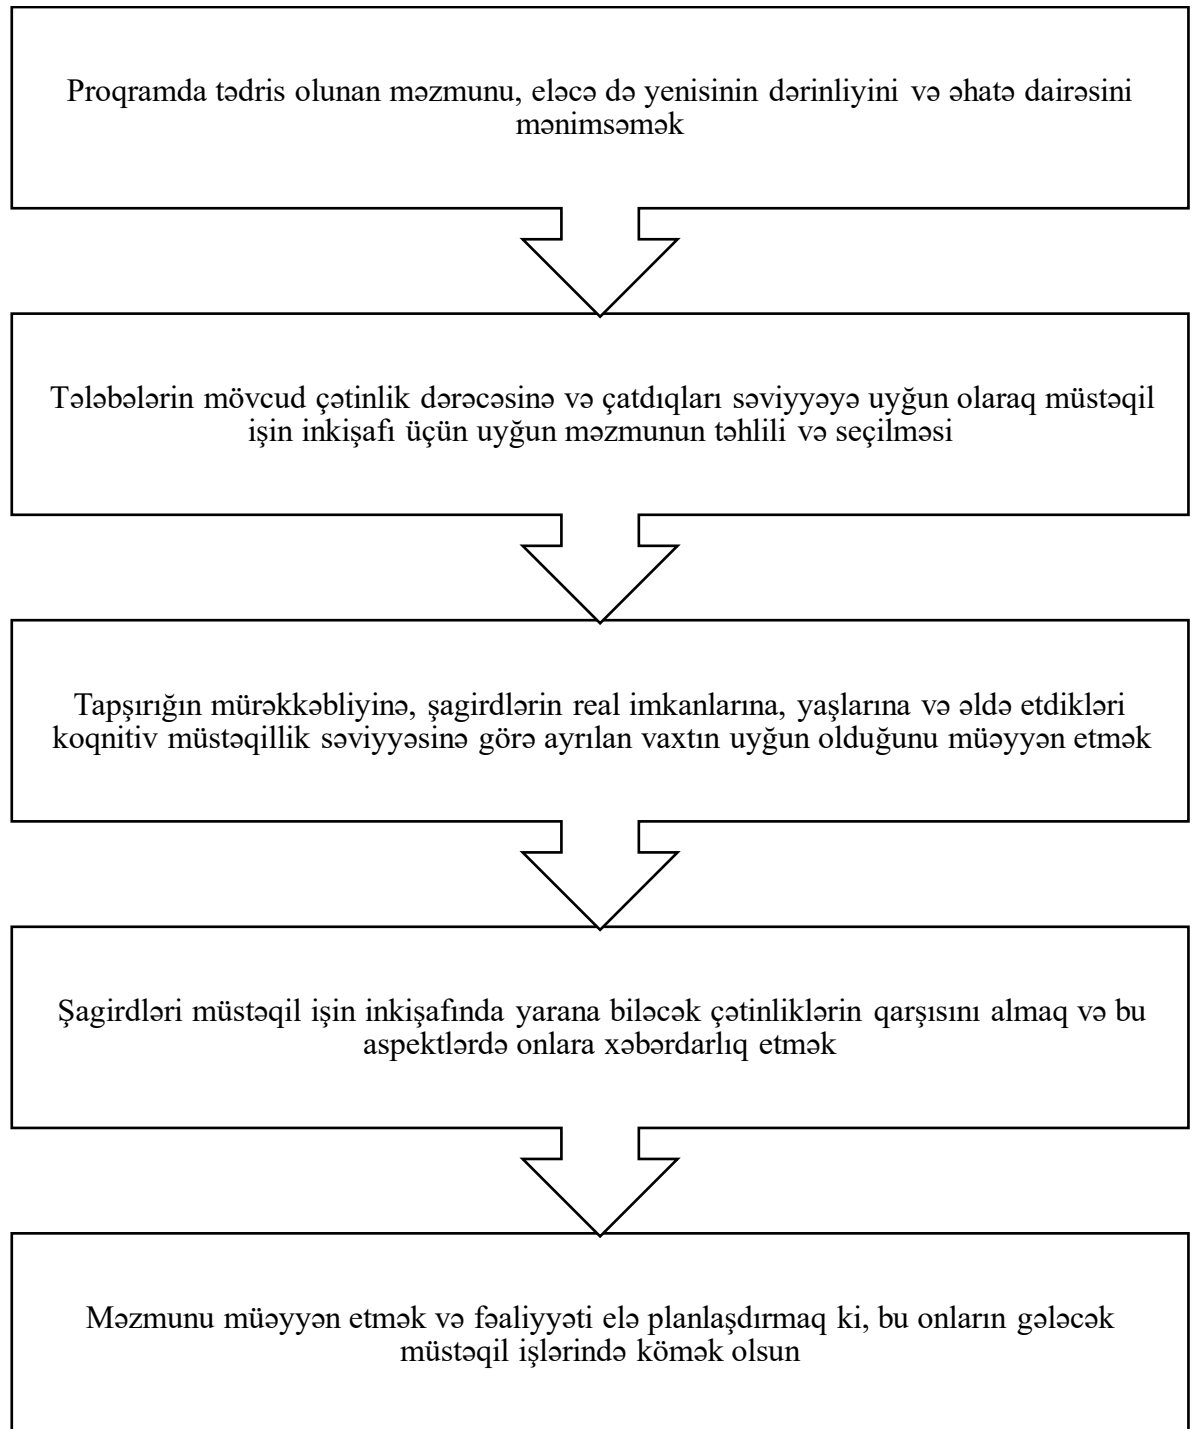 Proqramda tədris olunan məzmunu, eləcə də yenisinin dərinliyini və əhatə dairəsini
mənimsəmək
Tələbələrin mövcud çətinlik dərəcəsinə və çatdıqları səviyyəyə uyğun olaraq müstəqil
işin inkişafı üçün uyğun məzmunun təhlili və seçilməsi
Tapşırığın mürəkkəbliyinə, şagirdlərin real imkanlarına, yaşlarına və əldə etdikləri
koqnitiv müstəqillik səviyyəsinə görə ayrılan vaxtın uyğun olduğunu müəyyən etmək
Şagirdləri müstəqil işin inkişafında yarana biləcək çətinliklərin qarşısını almaq və bu
aspektlərdə onlara xəbərdarlıq etmək
Məzmunu müəyyən etmək və fəaliyyəti elə planlaşdırmaq ki, bu onların gələcək
müstəqil işlərində kömək olsun